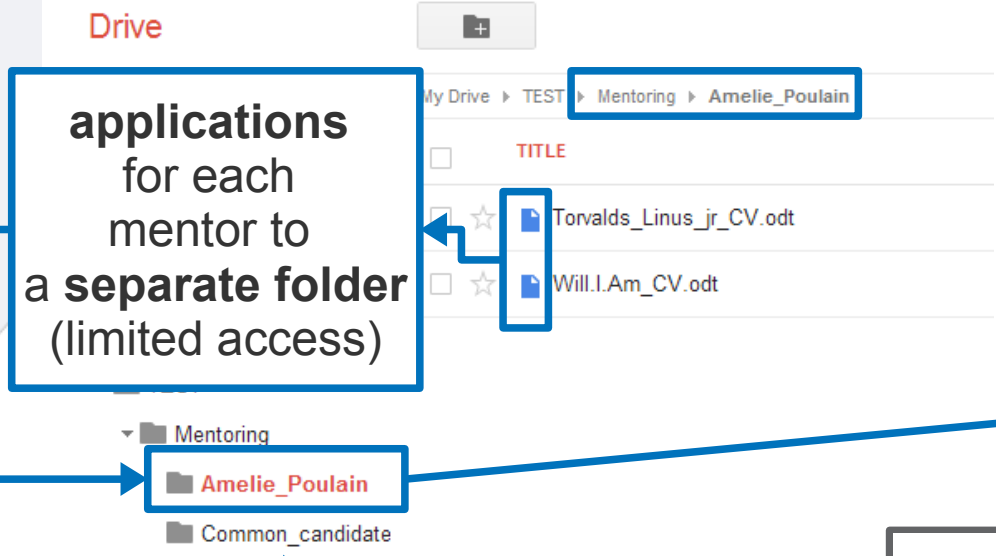 Drive
My Drive ▸ TEST ▸ Mentoring ▸ Amelie_Poulain
applications
for each
mentor to
a separate folder
(limited access)
TITLE
Torvalds_Linus_jr_CV.odt
Will.I.Am_CV.odt
Mentoring
Amelie_Poulain
Common_candidate